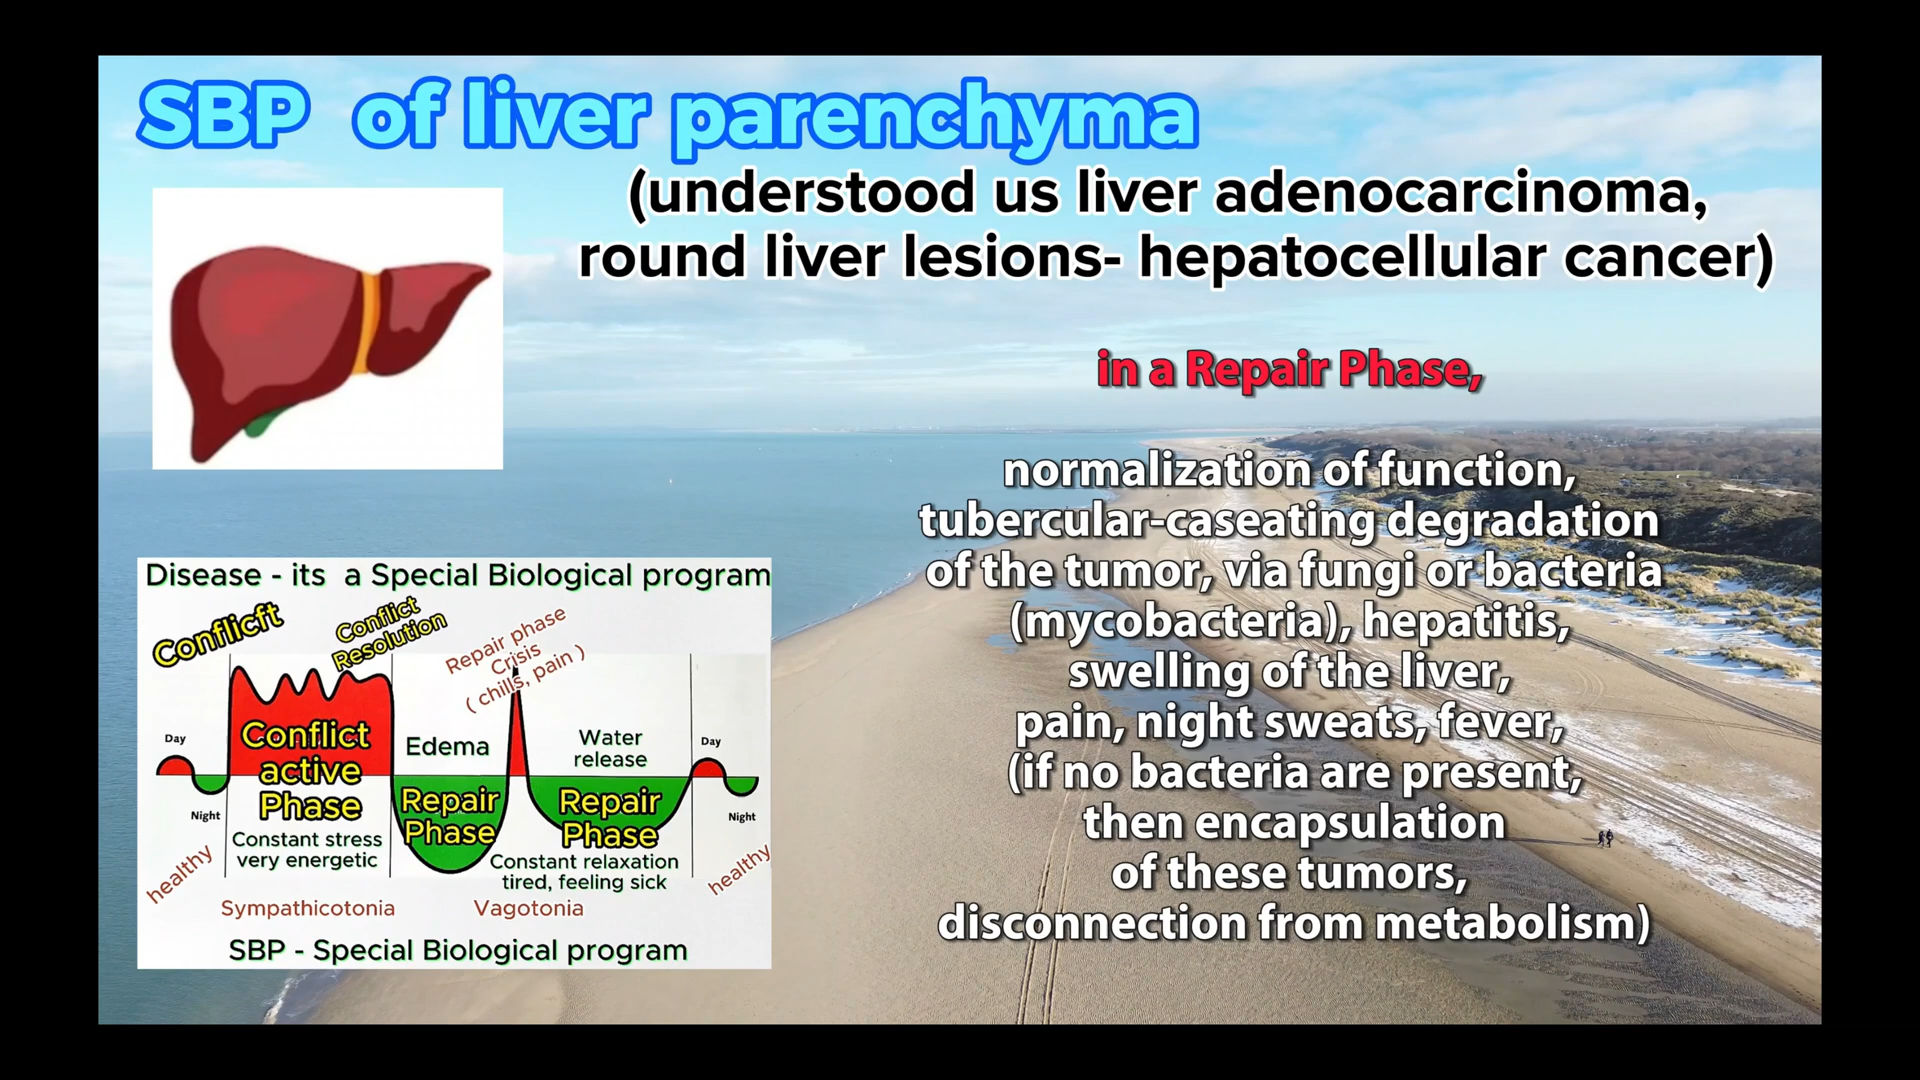 SBP of liver parenchyma
(understood us liver adenocarcinoma,
round liver lesions- hepatocellular cancer)
in a Repair Phase,
normalization of function,
tubercular-caseating degradation
of the tumor, via fungi or bacteria
(mycobacteria), hepatitis,
swelling of the liver,
pain, night sweats, fever,
(if no bacteria are present,
then encapsulation
of these tumors,
disconnection from metabolism)
Disease - its a Special Biological program
Conflicft
Conflict
Resolution
Repair phase
Crisis
( chills, pain )
Day
Night
healthy
Conflict
active
Phase
Constant stress
very energetic
Sympathicotonia
Edema
Repair
Phase
Water
release
Repair
Phase
Constant relaxation
tired, feeling sick
Vagotonia
Day
Night
healthy
SBP - Special Biological program